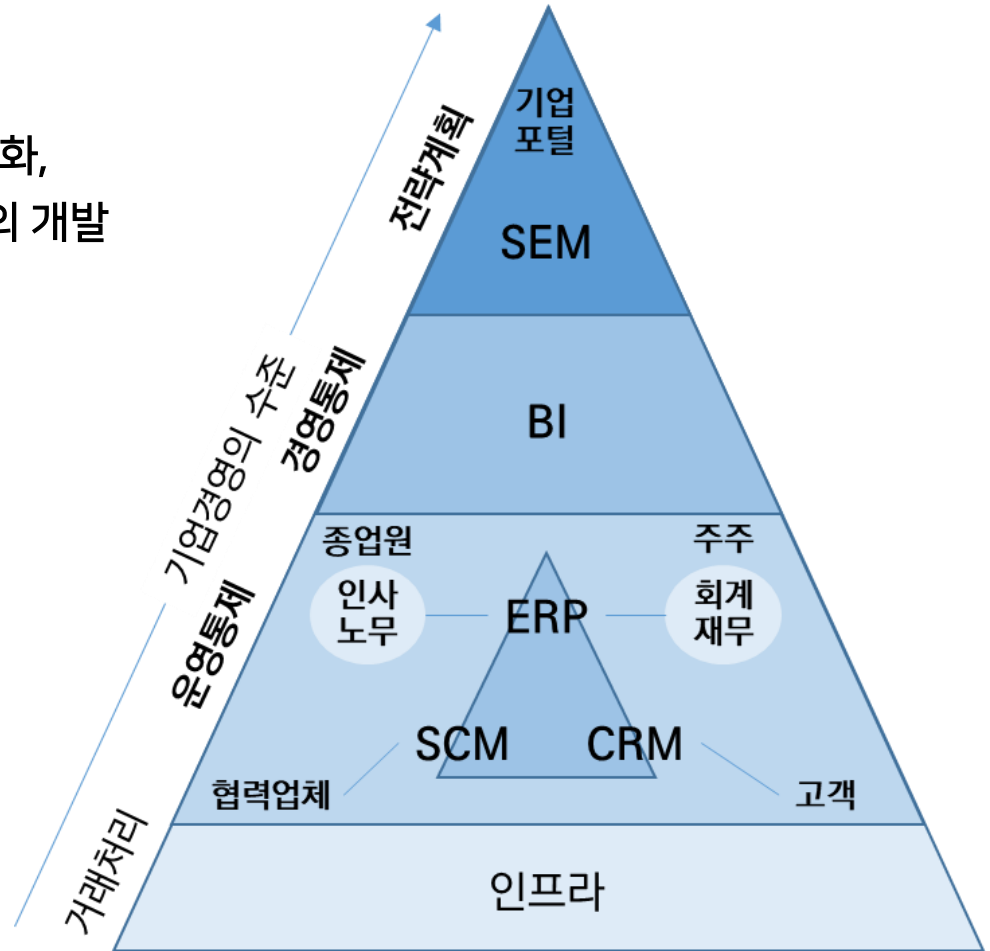 화,
의 개발
기업
포털
SEM
전략계획
BI
경영통제
기업경영의 수준
종업원
주주
인사
노무
ERP
회계
재무
운영통제
SCM
CRM
협력업체
고객
거래처리
인프라